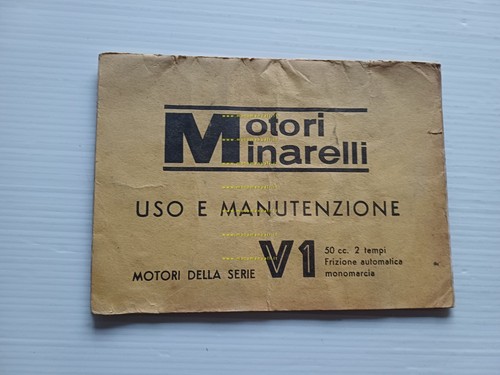 Motori
Minarelli
USO E MANUTENZIONE
MOTORI DELLA SERIE V1
50 cc. 2 tempi
Frizione automatica
monomarcia